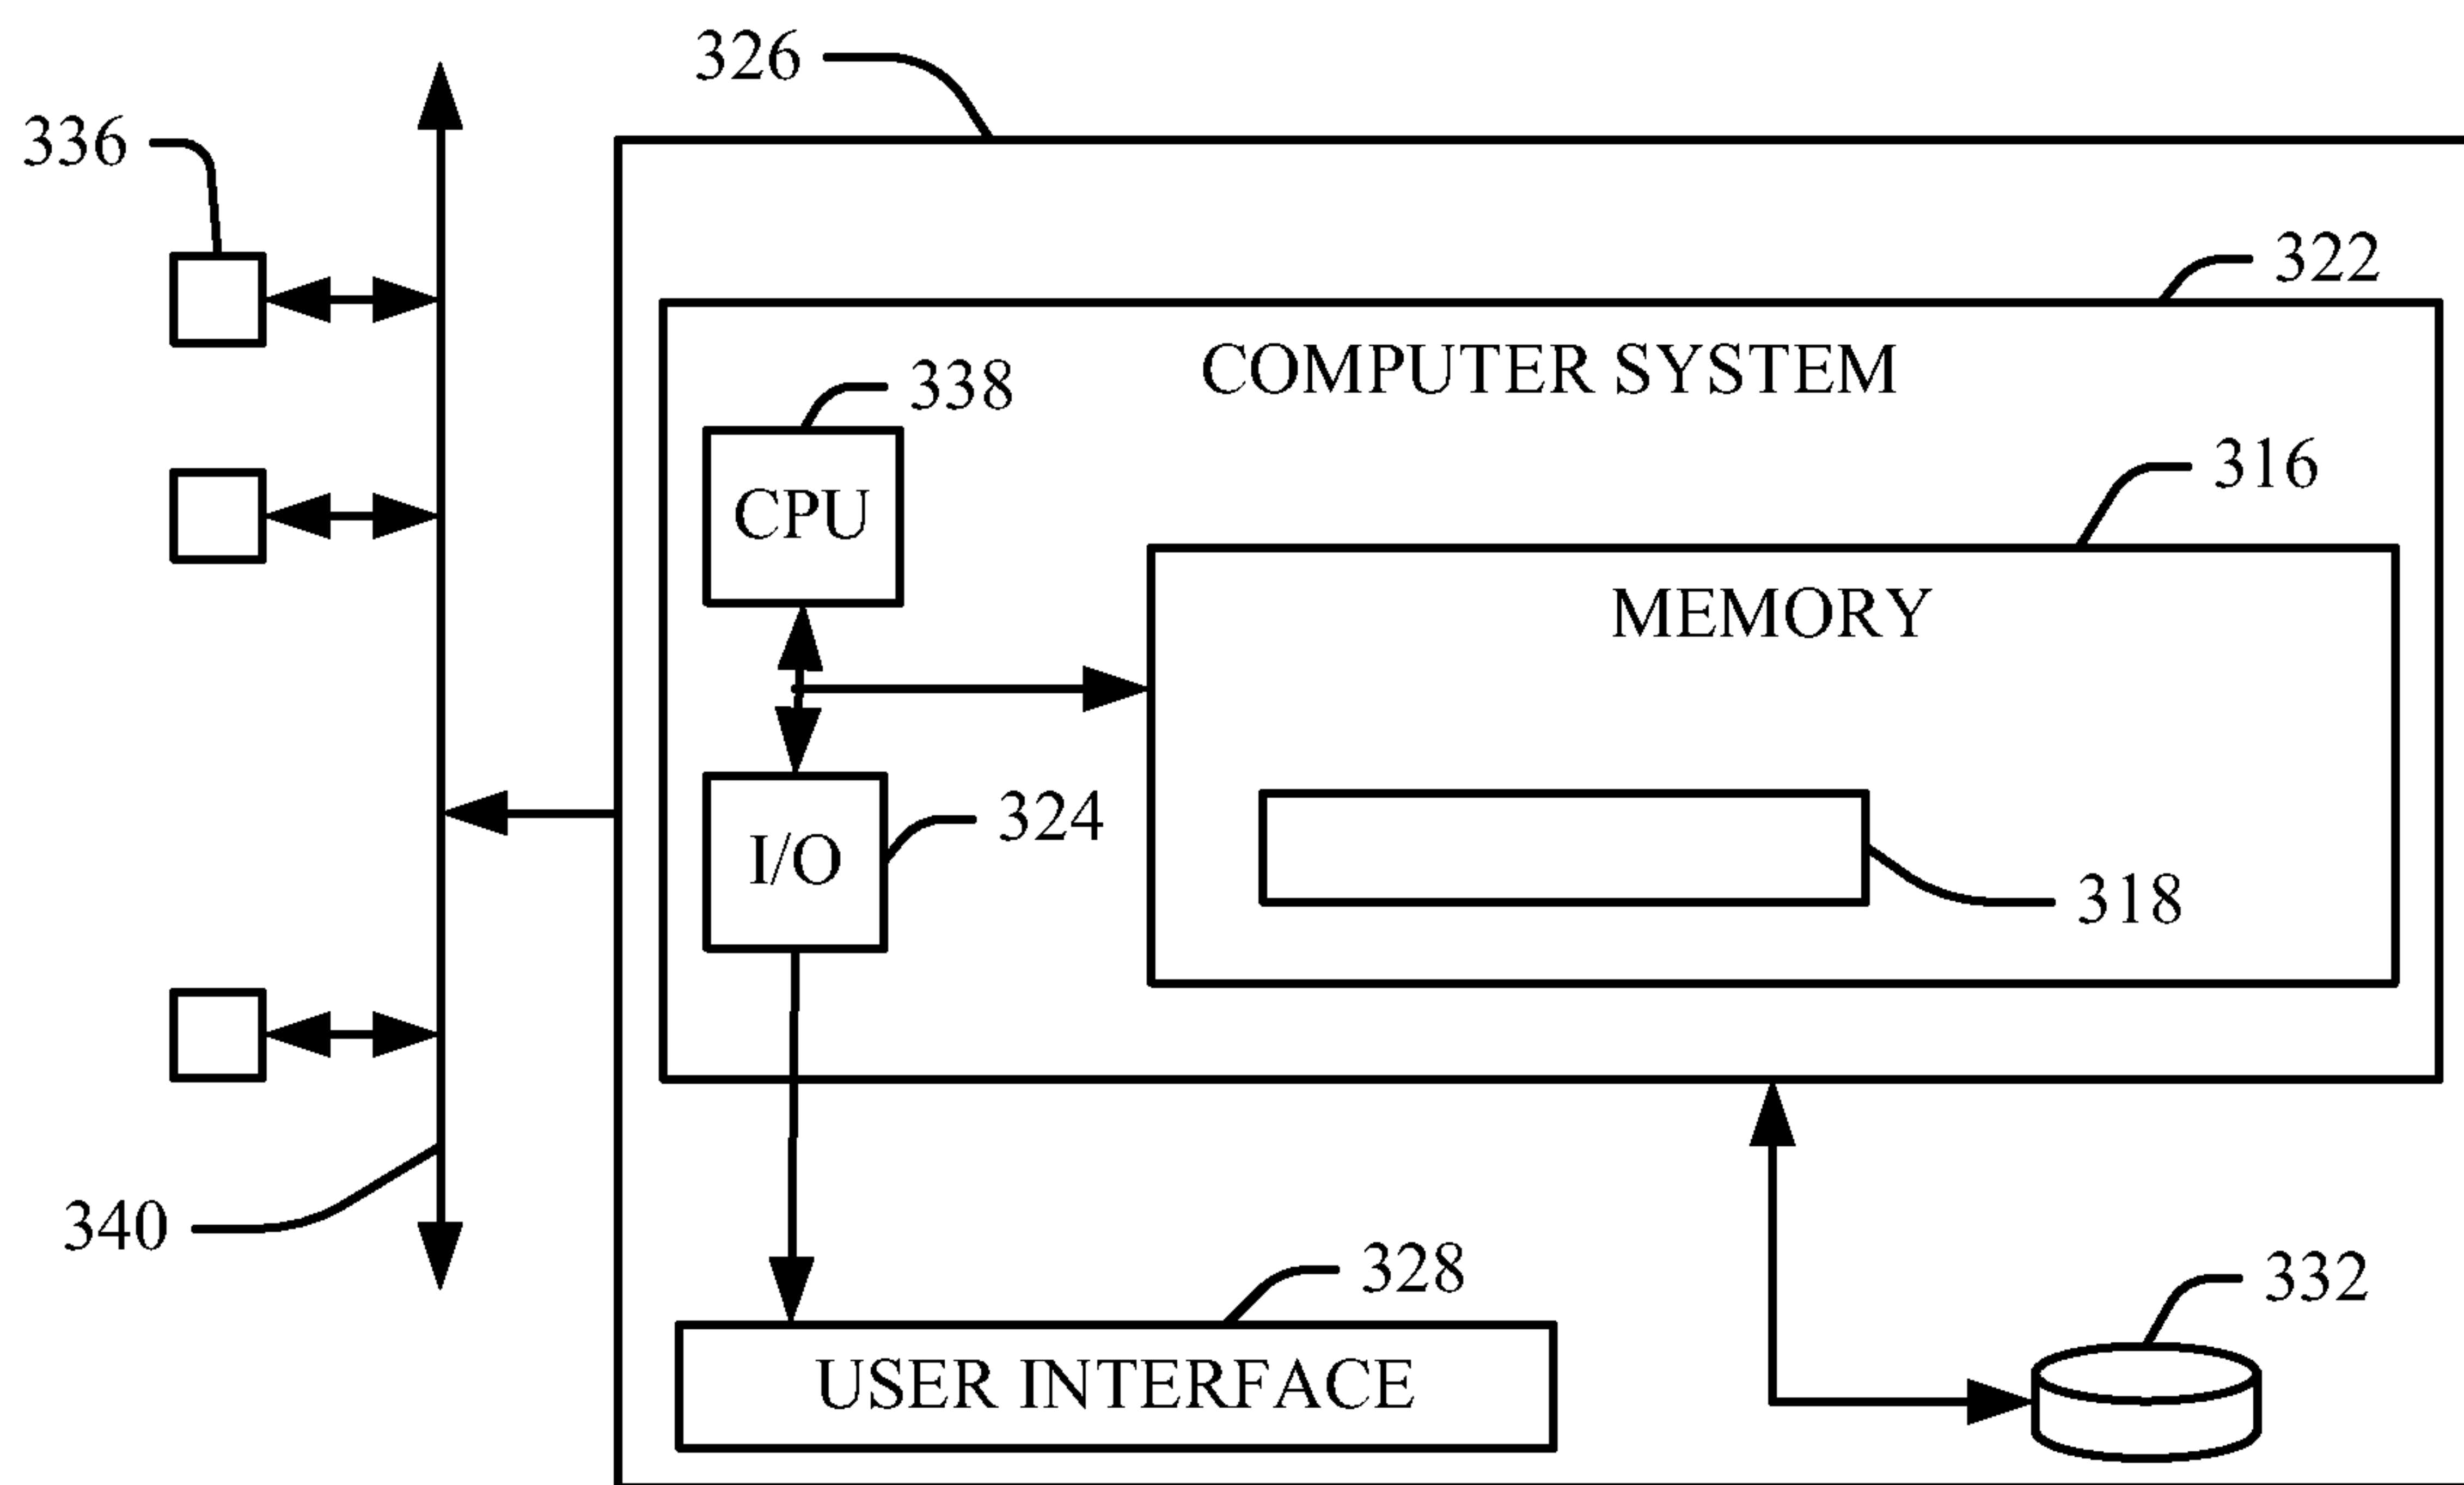 326
336
322
COMPUTER SYSTEM
338
316
CPU
MEMORY
324
I/O
318
340
328
332
USER INTERFACE